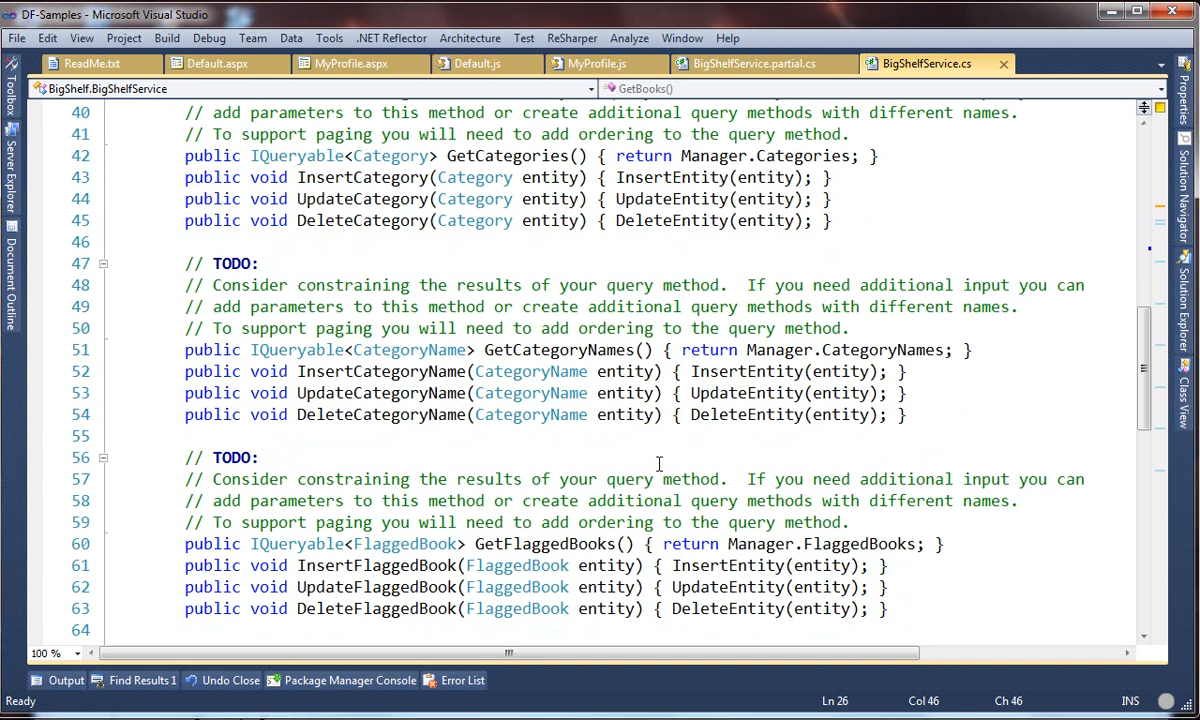 DF-Samples - Microsoft Visual Studio
File Edit View Project Build Debug Team Data Tools .NET Reflector Architecture Test ReSharper Analyze Window Help
ReadMe.txt Default.aspx MyProfile.aspx Default.js MyProfile.js BigShelfService.partial.cs BigShelfService.cs
BigShelf.BigShelfService GetBooks()
40 // add parameters to this method or create additional query methods with different names.
41 // To support paging you will need to add ordering to the query method.
42 public IQueryable<Category> GetCategories() { return Manager.Categories; }
43 public void InsertCategory(Category entity) { InsertEntity(entity); }
44 public void UpdateCategory(Category entity) { UpdateEntity(entity); }
45 public void DeleteCategory(Category entity) { DeleteEntity(entity); }
46
47 // TODO:
48 // Consider constraining the results of your query method.  If you need additional input you can
49 // add parameters to this method or create additional query methods with different names.
50 // To support paging you will need to add ordering to the query method.
51 public IQueryable<CategoryName> GetCategoryNames() { return Manager.CategoryNames; }
52 public void InsertCategoryName(CategoryName entity) { InsertEntity(entity); }
53 public void UpdateCategoryName(CategoryName entity) { UpdateEntity(entity); }
54 public void DeleteCategoryName(CategoryName entity) { DeleteEntity(entity); }
55
56 // TODO:
57 // Consider constraining the results of your query method.  If you need additional input you can
58 // add parameters to this method or create additional query methods with different names.
59 // To support paging you will need to add ordering to the query method.
60 public IQueryable<FlaggedBook> GetFlaggedBooks() { return Manager.FlaggedBooks; }
61 public void InsertFlaggedBook(FlaggedBook entity) { InsertEntity(entity); }
62 public void UpdateFlaggedBook(FlaggedBook entity) { UpdateEntity(entity); }
63 public void DeleteFlaggedBook(FlaggedBook entity) { DeleteEntity(entity); }
64
100 %
Output Find Results 1 Undo Close Package Manager Console Error List
Ready Ln 26 Col 46 Ch 46 INS
Toolbox
Server Explorer
Document Outline
Properties
Solution Navigator
Solution Explorer
Class View